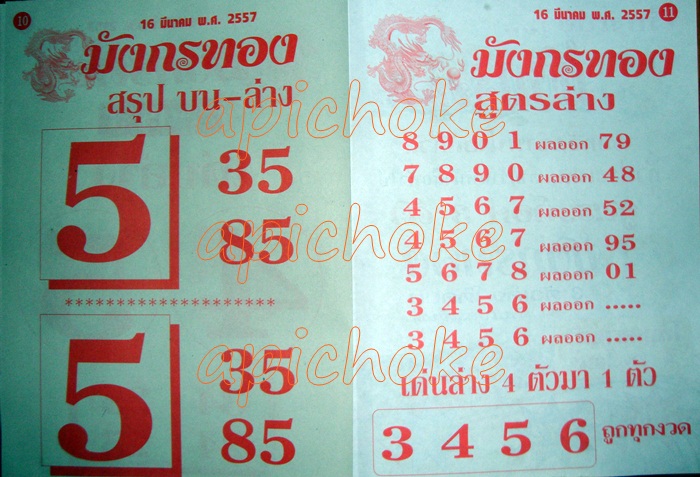 10
16 มีนาคม พ.ศ. 2557
มังกรทอง
สรุป บน-ล่าง
5
35
85
*********************
5
35
85
16 มีนาคม พ.ศ. 2557
11
มังกรทอง
สูตรล่าง
8 9 0 1 ผลออก 79
7 8 9 0 ผลออก 48
4 5 6 7 ผลออก 52
4 5 6 7 ผลออก 95
5 6 7 8 ผลออก 01
3 4 5 6 ผลออก .....
3 4 5 6 ผลออก .....
เด่นล่าง 4 ตัวมา 1 ตัว
3 4 5 6 ถูกทุกงวด
apichoke
apichoke
apichoke